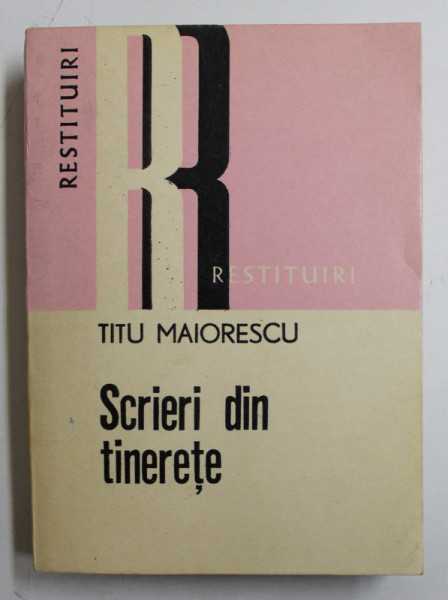 RESTITUIRI
R
RESTITUIRI
TITU MAIORESCU
Scrieri din
tinerețe